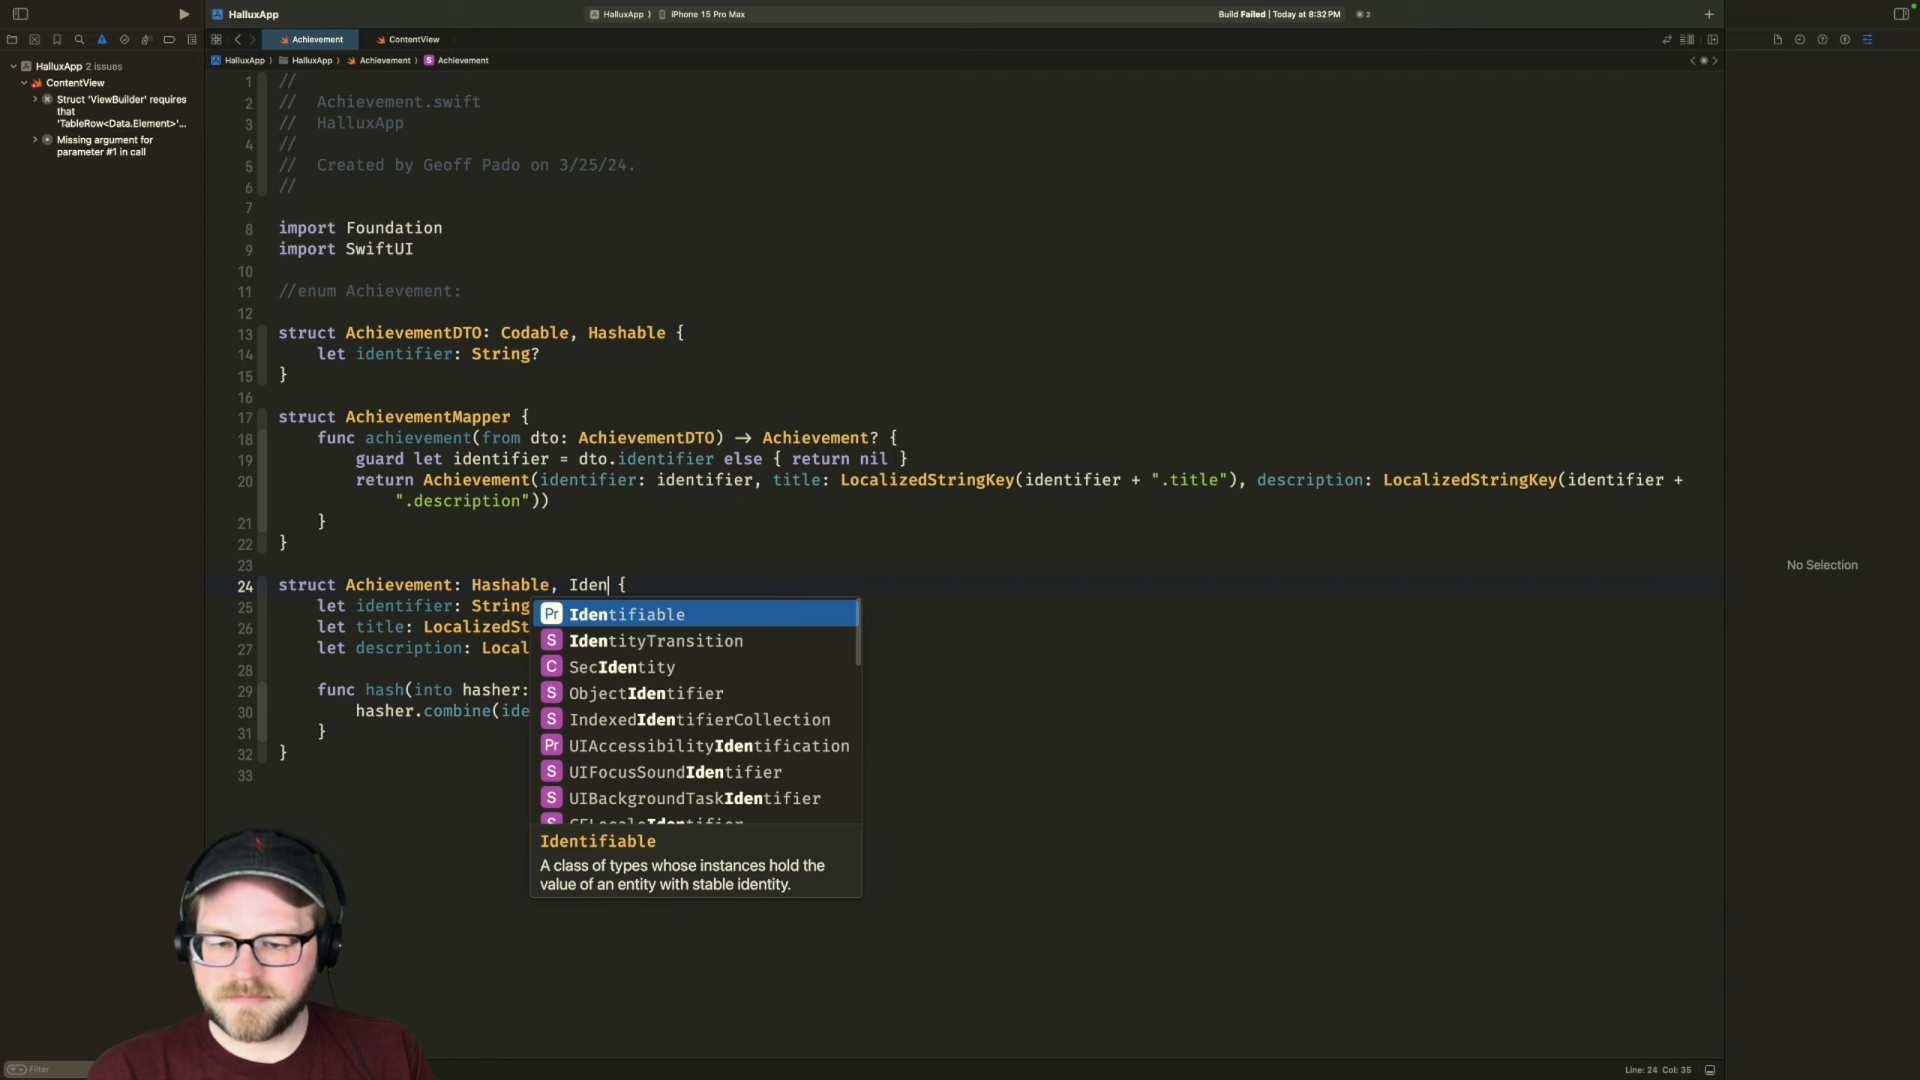 HalluxApp
HalluxApp ⟩ iPhone 15 Pro Max
Build Failed | Today at 8:32 PM
2
Achievement
ContentView
HalluxApp ⟩ HalluxApp ⟩ Achievement ⟩ S Achievement
HalluxApp 2 issues
ContentView
Struct 'ViewBuilder' requires
that
'TableRow<Data.Element>'...
Missing argument for
parameter #1 in call
1 //
2 //  Achievement.swift
3 //  HalluxApp
4 //
5 //  Created by Geoff Pado on 3/25/24.
6 //
7
8 import Foundation
9 import SwiftUI
10
11 //enum Achievement:
12
13 struct AchievementDTO: Codable, Hashable {
14     let identifier: String?
15 }
16
17 struct AchievementMapper {
18     func achievement(from dto: AchievementDTO) -> Achievement? {
19         guard let identifier = dto.identifier else { return nil }
20         return Achievement(identifier: identifier, title: LocalizedStringKey(identifier + ".title"), description: LocalizedStringKey(identifier +
".description"))
21     }
22 }
23
24 struct Achievement: Hashable, Iden {
25     let identifier: String
26     let title: LocalizedSt
27     let description: Local
28
29     func hash(into hasher:
30         hasher.combine(ide
31     }
32 }
33
Pr Identifiable
S IdentityTransition
C SecIdentity
S ObjectIdentifier
S IndexedIdentifierCollection
Pr UIAccessibilityIdentification
S UIFocusSoundIdentifier
S UIBackgroundTaskIdentifier
S CFLocaleIdentifier
Identifiable
A class of types whose instances hold the
value of an entity with stable identity.
No Selection
Filter
Line: 24 Col: 35